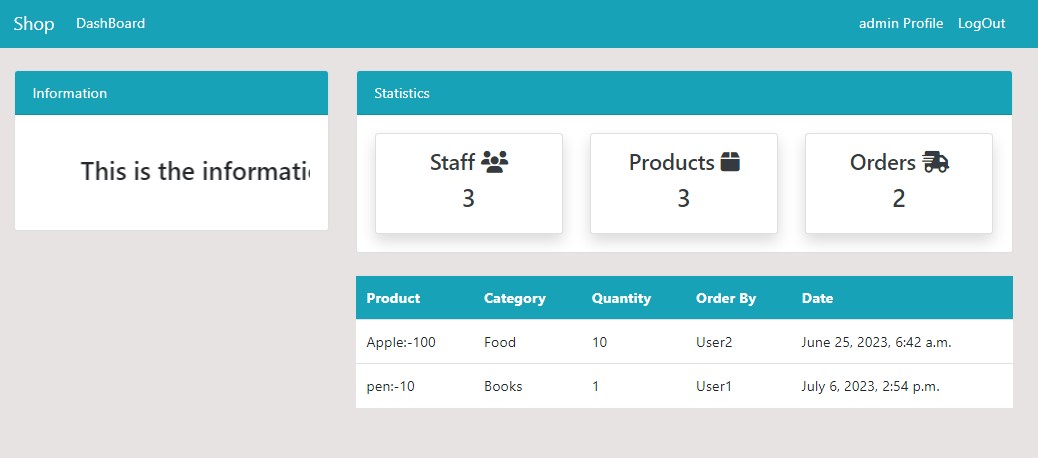 Shop DashBoard admin Profile LogOut
Information
This is the informati
Statistics
Staff
3
Products
3
Orders
2
Product Category Quantity Order By Date
Apple:-100 Food 10 User2 June 25, 2023, 6:42 a.m.
pen:-10 Books 1 User1 July 6, 2023, 2:54 p.m.